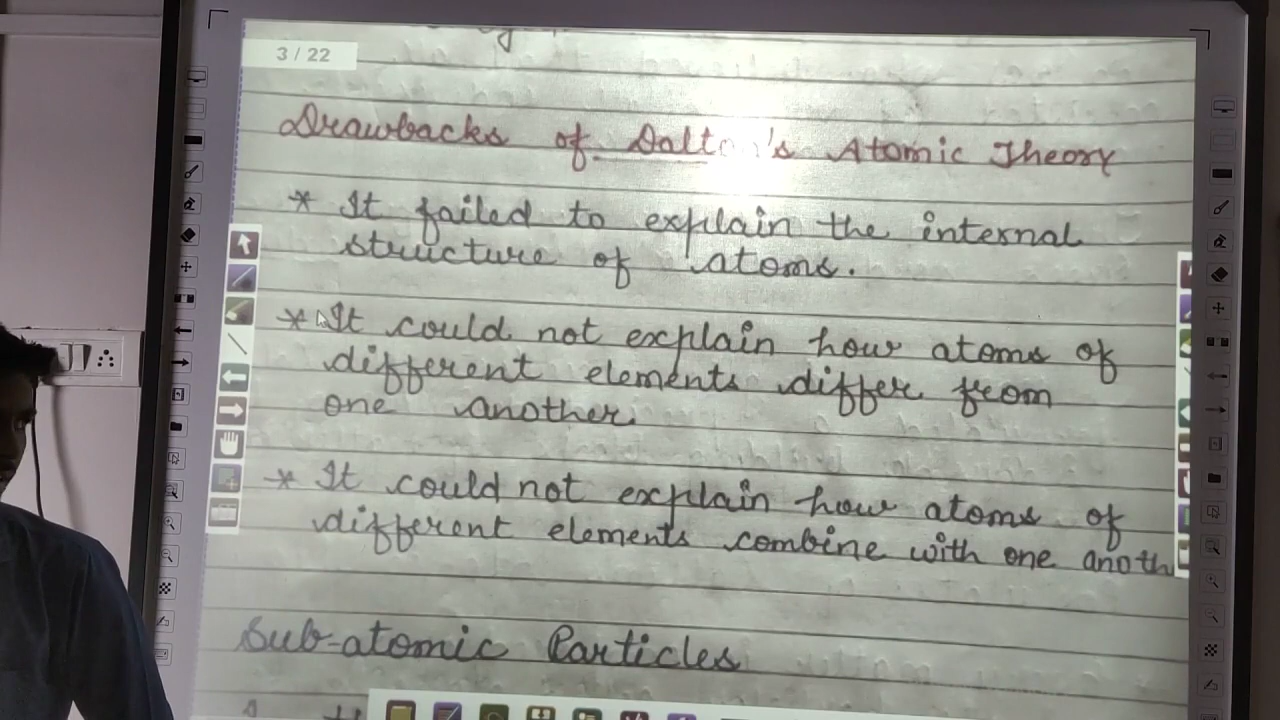 3 / 22
Drawbacks of Dalton's Atomic Theory
* It failed to explain the internal
structure of atoms.
* It could not explain how atoms of
different elements differ from
one another
* It could not explain how atoms of
different elements combine with one anoth
Sub-atomic Particles